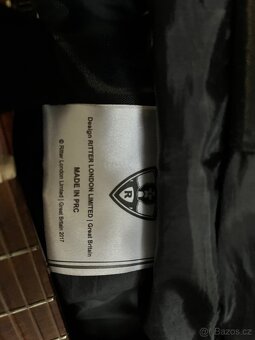 Design RITTER LONDON LIMITED | Great Britain
MADE IN PRC
© Ritter London Limited | Great Britain 2017
R
bazos.cz